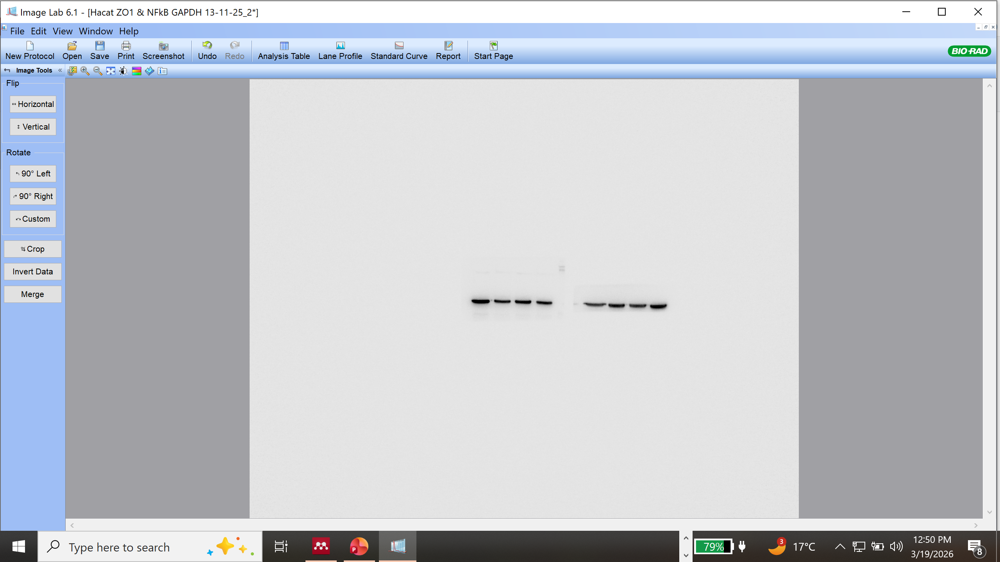 Image Lab 6.1 - [Hacat ZO1 & NFkB GAPDH 13-11-25_2*]
File Edit View Window Help
New Protocol Open Save Print Screenshot Undo Redo Analysis Table Lane Profile Standard Curve Report Start Page
BIO-RAD
Image Tools «
Flip
Horizontal
Vertical
Rotate
90° Left
90° Right
Custom
Crop
Invert Data
Merge
Type here to search
P
79%
3
17°C
12:50 PM
3/19/2026
8